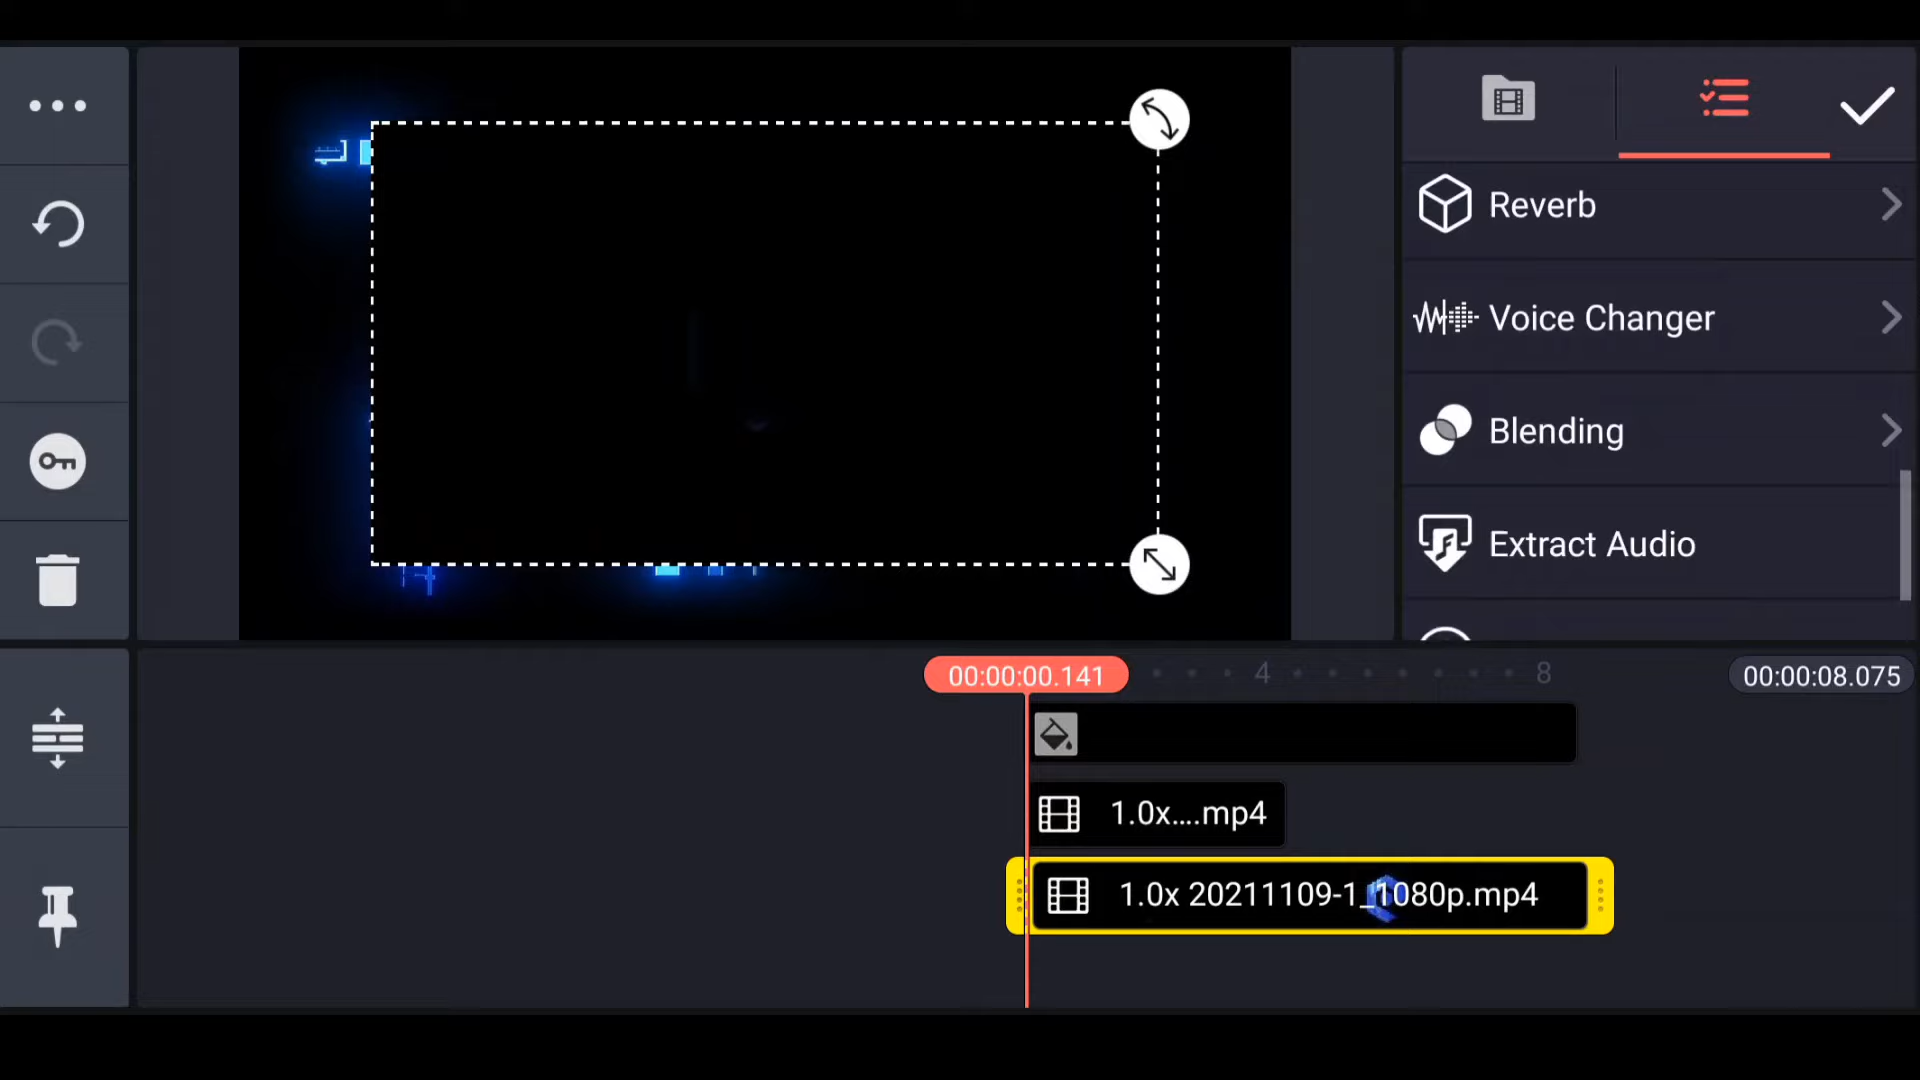 Reverb
Voice Changer
Blending
Extract Audio
00:00:00.141
4
8
00:00:08.075
1.0x....mp4
1.0x 20211109-1_1080p.mp4